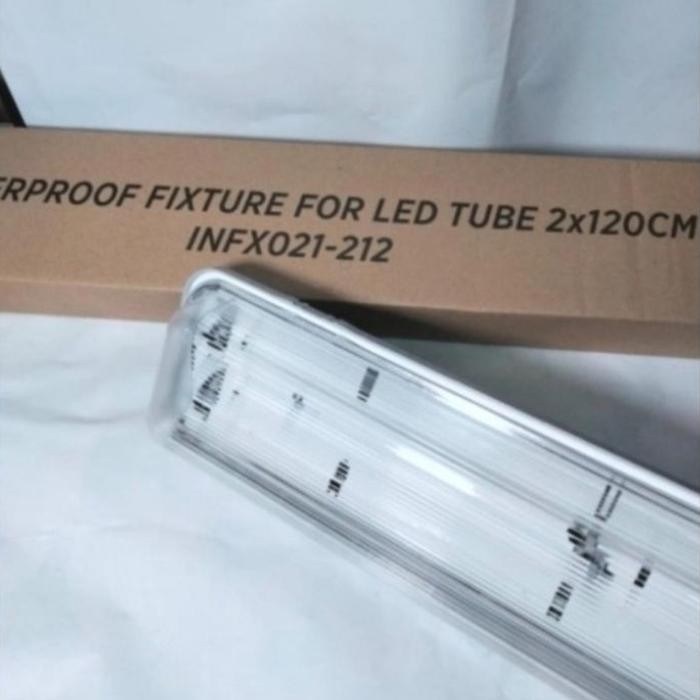 ERPROOF FIXTURE FOR LED TUBE 2x120CM
INFX021-212